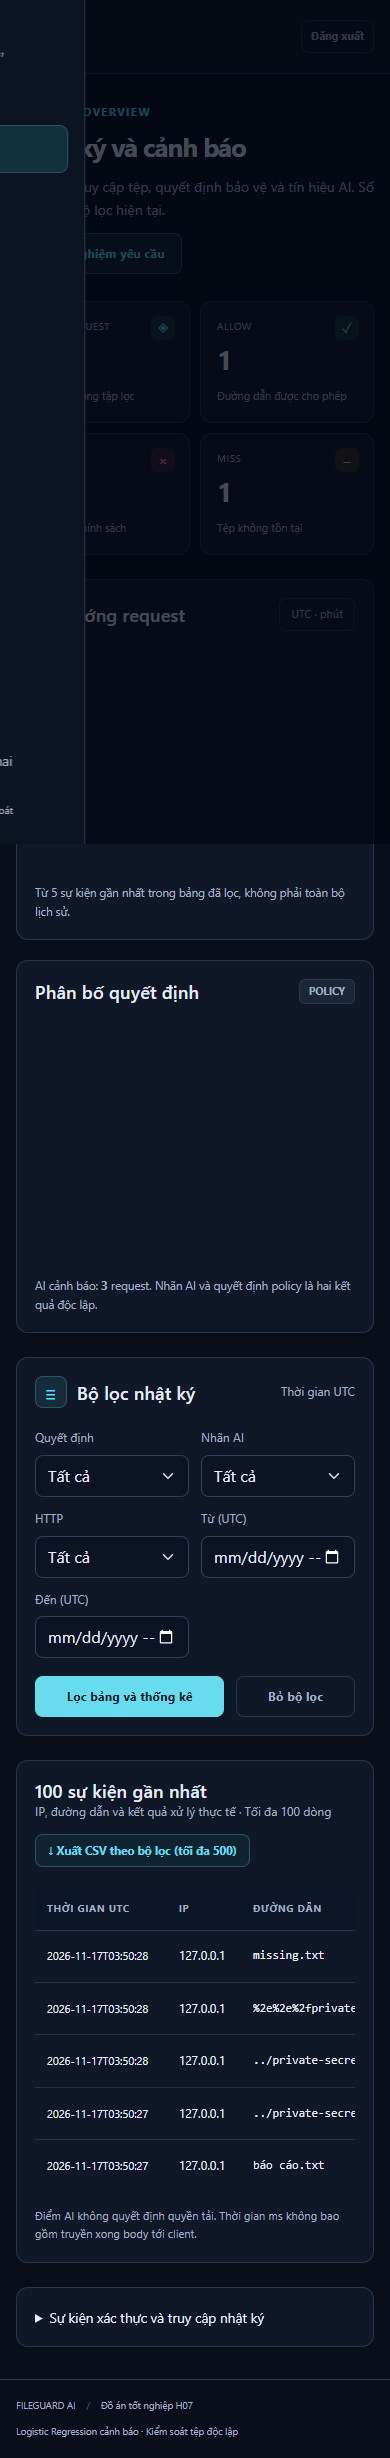 Đăng xuất
OVERVIEW
ký và cảnh báo
uy cập tệp, quyết định bảo vệ và tín hiệu AI. Số
ộ lọc hiện tại.
ghiệm yêu cầu
UEST
ALLOW
1
ng tập lọc
Đường dẫn được cho phép
MISS
1
hính sách
Tệp không tồn tại
ớng request
UTC · phút
hai
oát
Từ 5 sự kiện gần nhất trong bảng đã lọc, không phải toàn bộ
lịch sử.
Phân bố quyết định
POLICY
AI cảnh báo: 3 request. Nhãn AI và quyết định policy là hai kết
quả độc lập.
Bộ lọc nhật ký
Thời gian UTC
Quyết định
Nhãn AI
Tất cả
Tất cả
HTTP
Từ (UTC)
Tất cả
mm/dd/yyyy --
Đến (UTC)
mm/dd/yyyy --
Lọc bảng và thống kê
Bỏ bộ lọc
100 sự kiện gần nhất
IP, đường dẫn và kết quả xử lý thực tế · Tối đa 100 dòng
↓ Xuất CSV theo bộ lọc (tối đa 500)
THỜI GIAN UTC IP ĐƯỜNG DẪN
2026-11-17T03:50:28 127.0.0.1 missing.txt
2026-11-17T03:50:28 127.0.0.1 %2e%2e%2fprivate
2026-11-17T03:50:28 127.0.0.1 ../private-secre
2026-11-17T03:50:27 127.0.0.1 ../private-secre
2026-11-17T03:50:27 127.0.0.1 báo cáo.txt
Điểm AI không quyết định quyền tải. Thời gian ms không bao
gồm truyền xong body tới client.
▶ Sự kiện xác thực và truy cập nhật ký
FILEGUARD AI / Đồ án tốt nghiệp H07
Logistic Regression cảnh báo · Kiểm soát tệp độc lập